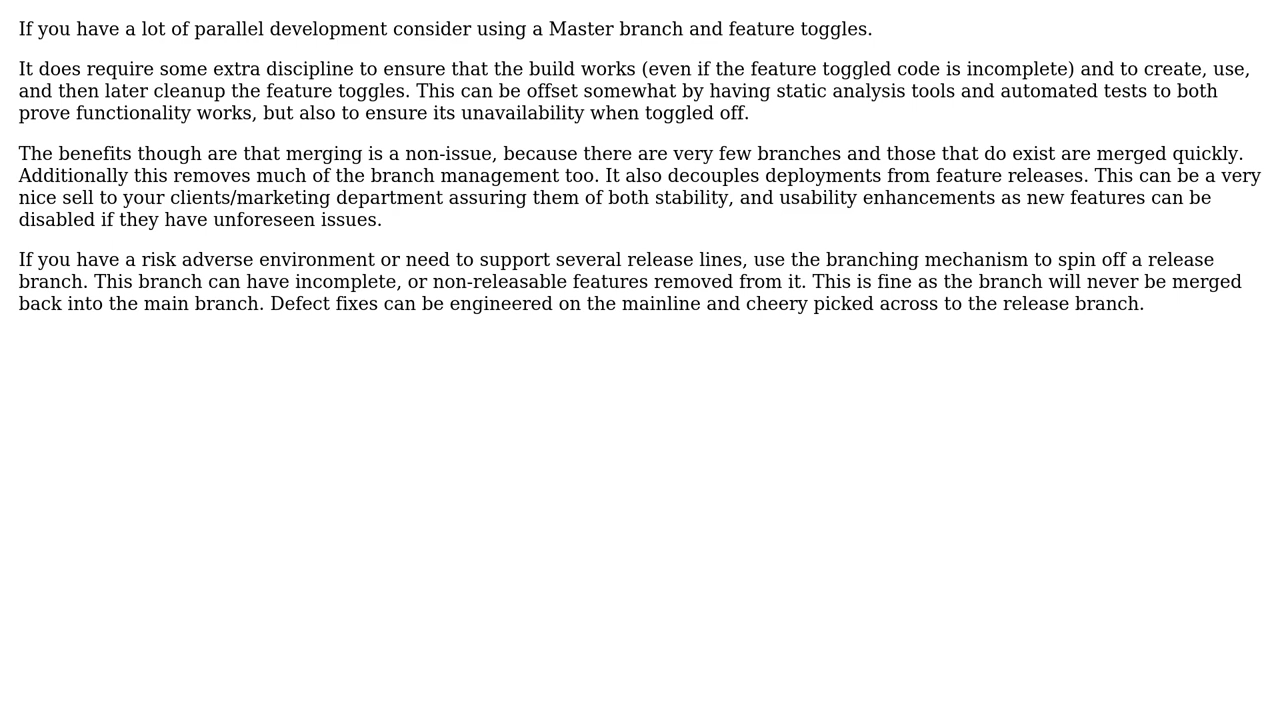 If you have a lot of parallel development consider using a Master branch and feature toggles.
It does require some extra discipline to ensure that the build works (even if the feature toggled code is incomplete) and to create, use,
and then later cleanup the feature toggles. This can be offset somewhat by having static analysis tools and automated tests to both
prove functionality works, but also to ensure its unavailability when toggled off.
The benefits though are that merging is a non-issue, because there are very few branches and those that do exist are merged quickly.
Additionally this removes much of the branch management too. It also decouples deployments from feature releases. This can be a very
nice sell to your clients/marketing department assuring them of both stability, and usability enhancements as new features can be
disabled if they have unforeseen issues.
If you have a risk adverse environment or need to support several release lines, use the branching mechanism to spin off a release
branch. This branch can have incomplete, or non-releasable features removed from it. This is fine as the branch will never be merged
back into the main branch. Defect fixes can be engineered on the mainline and cheery picked across to the release branch.